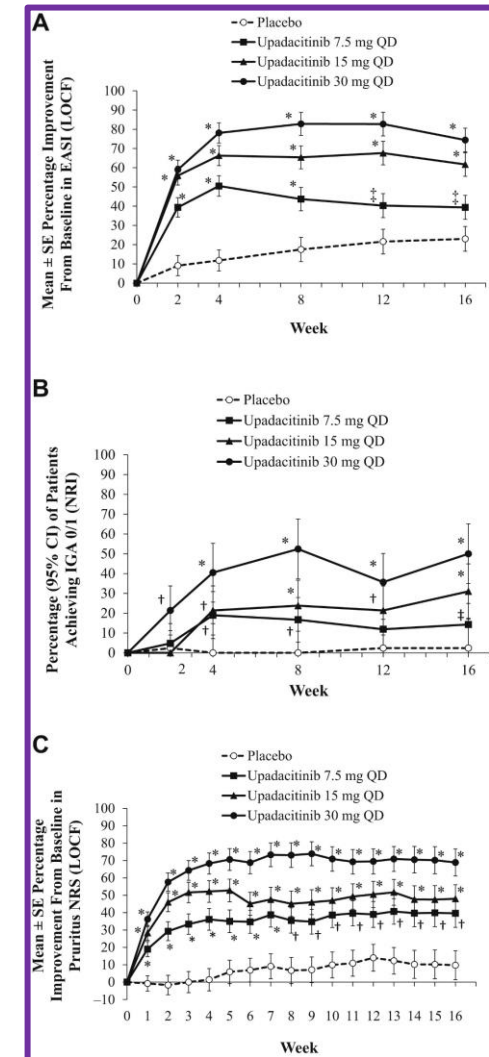 A
Placebo
Upadacitinib 7.5 mg QD
Upadacitinib 15 mg QD
Upadacitinib 30 mg QD
Mean ± SE Percentage Improvement
From Baseline in EASI (LOCF)
100
90
80
70
60
50
40
30
20
10
0
* * * * *
* * * * *
* * * ‡ ‡
0 2 4 8 12 16
Week
B
Placebo
Upadacitinib 7.5 mg QD
Upadacitinib 15 mg QD
Upadacitinib 30 mg QD
Percentage (95% CI) of Patients
Achieving IGA 0/1 (NRI)
100
90
80
70
60
50
40
30
20
10
0
† * * * *
† * † *
† † ‡
0 2 4 8 12 16
Week
C
Placebo
Upadacitinib 7.5 mg QD
Upadacitinib 15 mg QD
Upadacitinib 30 mg QD
Mean ± SE Percentage
Improvement From Baseline in
Pruritus NRS (LOCF)
100
90
80
70
60
50
40
30
20
10
0
−10
* * * * * * * * * * * * * * * *
* * * * * * * * * * * * * * * *
* * * * * * * † † † † † † † † †
0 1 2 3 4 5 6 7 8 9 10 11 12 13 14 15 16
Week